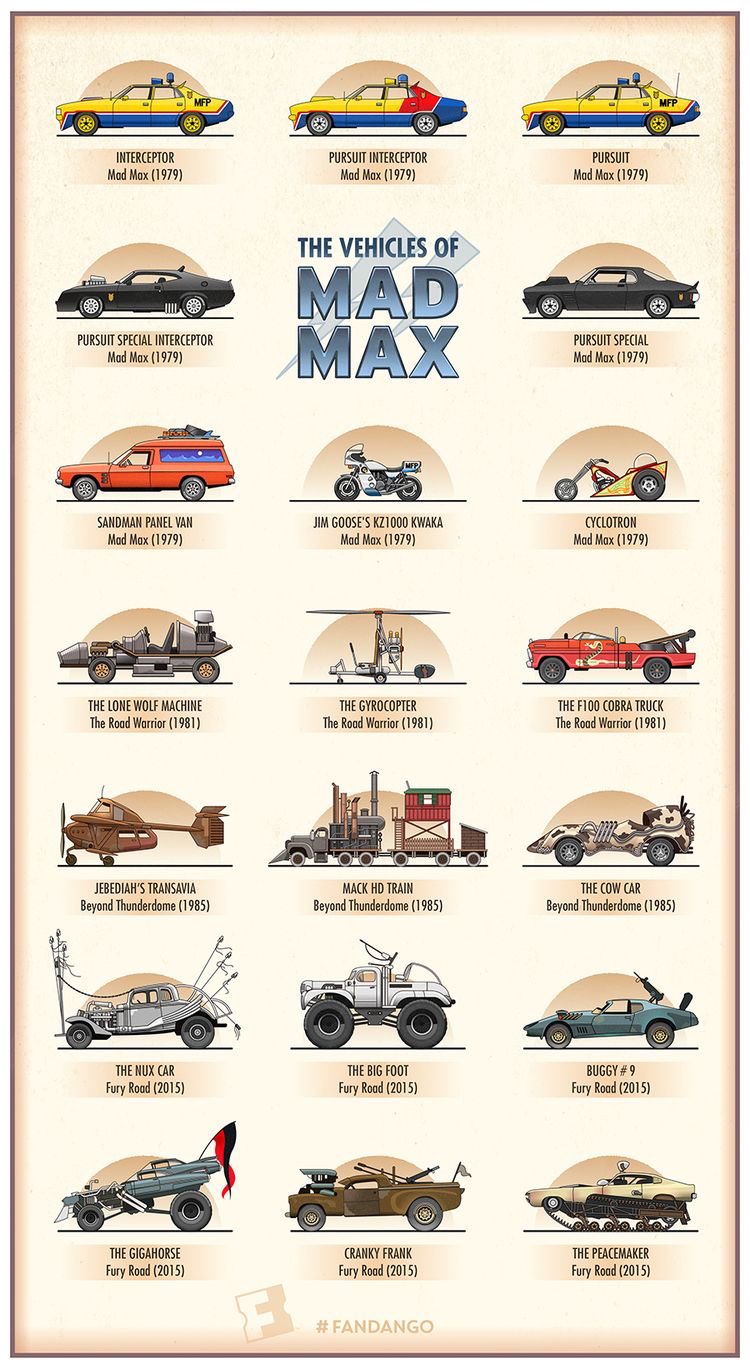 MFP
MFP
INTERCEPTOR
Mad Max (1979)
PURSUIT INTERCEPTOR
Mad Max (1979)
PURSUIT
Mad Max (1979)
THE VEHICLES OF
MAD
MAX
PURSUIT SPECIAL INTERCEPTOR
Mad Max (1979)
PURSUIT SPECIAL
Mad Max (1979)
MFP
SANDMAN PANEL VAN
Mad Max (1979)
JIM GOOSE'S KZ1000 KWAKA
Mad Max (1979)
CYCLOTRON
Mad Max (1979)
THE LONE WOLF MACHINE
The Road Warrior (1981)
THE GYROCOPTER
The Road Warrior (1981)
THE F100 COBRA TRUCK
The Road Warrior (1981)
JEBEDIAH'S TRANSAVIA
Beyond Thunderdome (1985)
MACK HD TRAIN
Beyond Thunderdome (1985)
THE COW CAR
Beyond Thunderdome (1985)
THE NUX CAR
Fury Road (2015)
THE BIG FOOT
Fury Road (2015)
BUGGY # 9
Fury Road (2015)
THE GIGAHORSE
Fury Road (2015)
CRANKY FRANK
Fury Road (2015)
THE PEACEMAKER
Fury Road (2015)
F
# FANDANGO